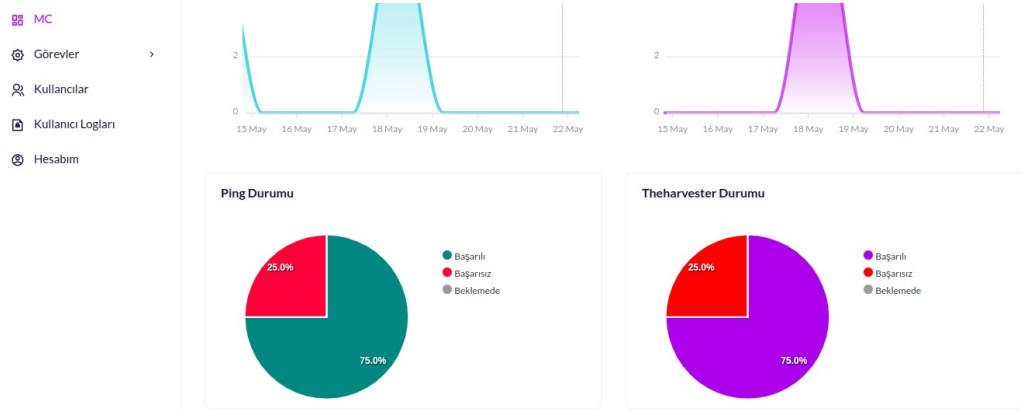 MC
Görevler
Kullancılar
Kullanıcı Logları
Hesabım
2
0
15 May 16 May 17 May 18 May 19 May 20 May 21 May 22 May
2
0
15 May 16 May 17 May 18 May 19 May 20 May 21 May 22 May
Ping Durumu
25.0%
75.0%
Başarılı
Başarısız
Beklemede
Theharvester Durumu
25.0%
75.0%
Başarılı
Başarısız
Beklemede